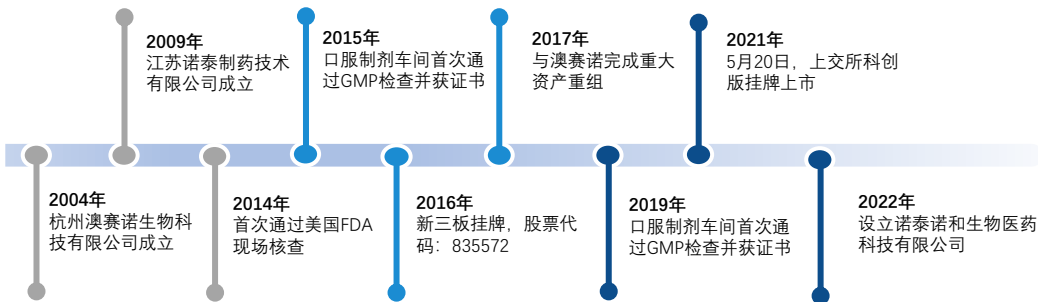 2009年
江苏诺泰制药技术
有限公司成立
2015年
口服制剂车间首次通
过GMP检查并获证书
2017年
与澳赛诺完成重大
资产重组
2021年
5月20日，上交所科创
版挂牌上市
2004年
杭州澳赛诺生物科
技有限公司成立
2014年
首次通过美国FDA
现场核查
2016年
新三板挂牌，股票代
码：835572
2019年
口服制剂车间首次通
过GMP检查并获证书
2022年
设立诺泰诺和生物医药
科技有限公司